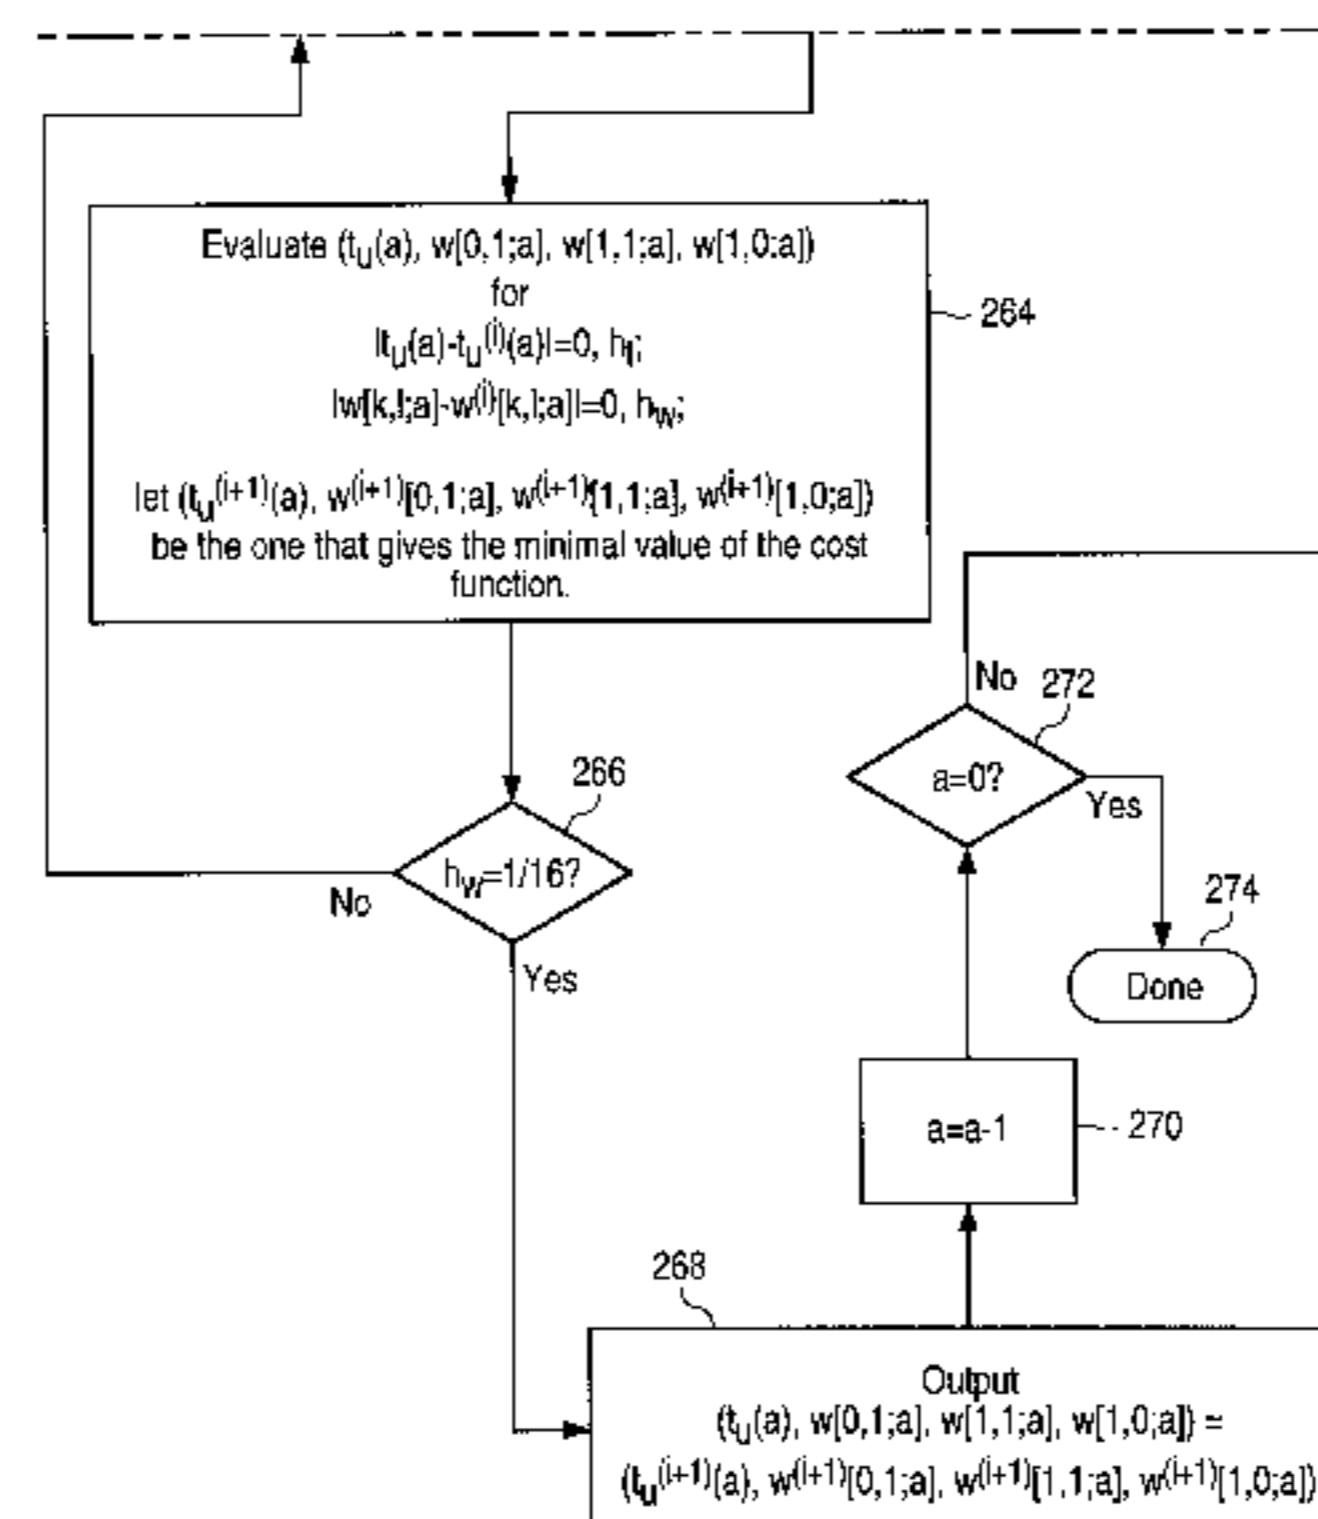 Evaluate (t_u(a), w[0,1;a], w[1,1;a], w[1,0;a])
for
|t_u(a)-t_u^(i)(a)|=0, h_t;
|w[k,l;a]-w^(i)[k,l;a]|=0, h_w;
let (t_u^(i+1)(a), w^(i+1)[0,1;a], w^(i+1)[1,1;a], w^(i+1)[1,0;a])
be the one that gives the minimal value of the cost
function.
264
266
h_w=1/16?
No
Yes
No
272
a=0?
Yes
274
Done
a=a-1
270
268
Output
(t_u(a), w[0,1;a], w[1,1;a], w[1,0;a]) =
(t_u^(i+1)(a), w^(i+1)[0,1;a], w^(i+1)[1,1;a], w^(i+1)[1,0;a])